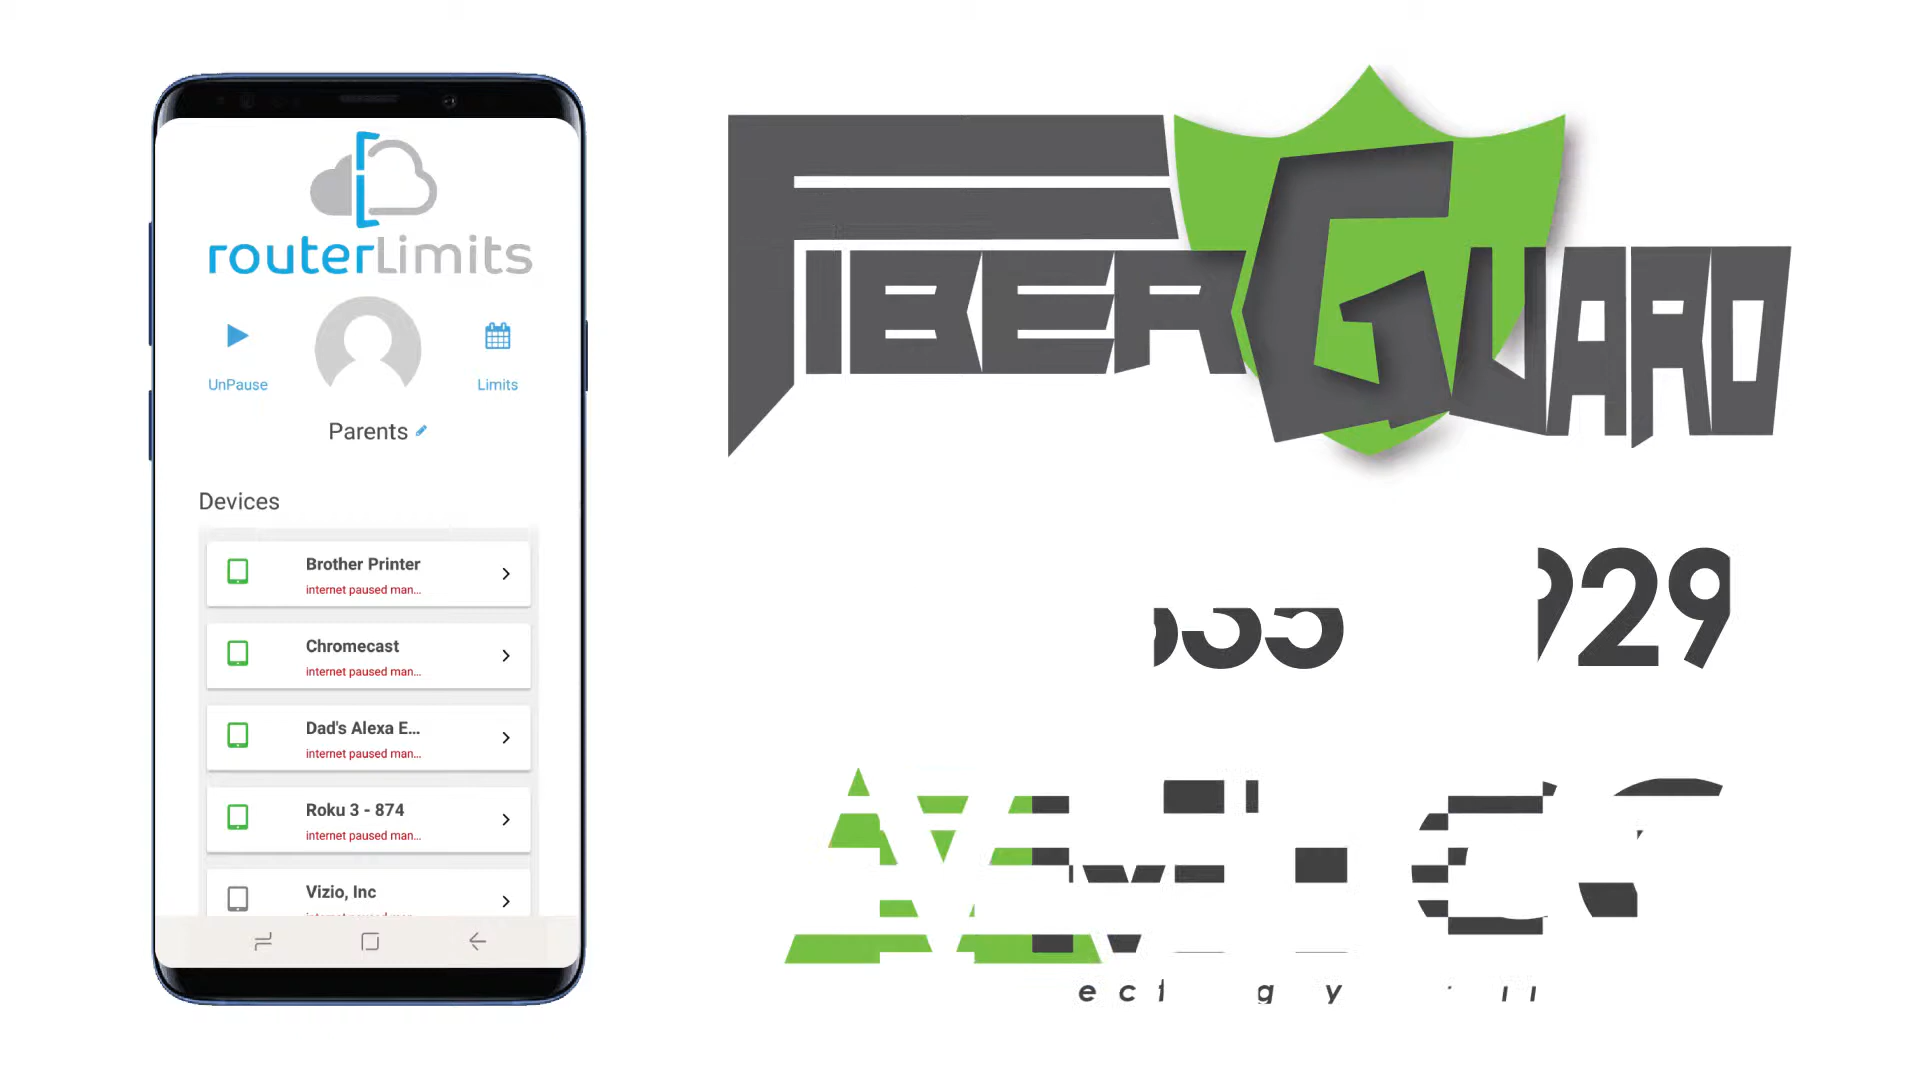 routerLimits
UnPause
Limits
Parents
Devices
Brother Printer
internet paused man...
Chromecast
internet paused man...
Dad's Alexa E...
internet paused man...
Roku 3 - 874
internet paused man...
Vizio, Inc
FIBERGUARD
929